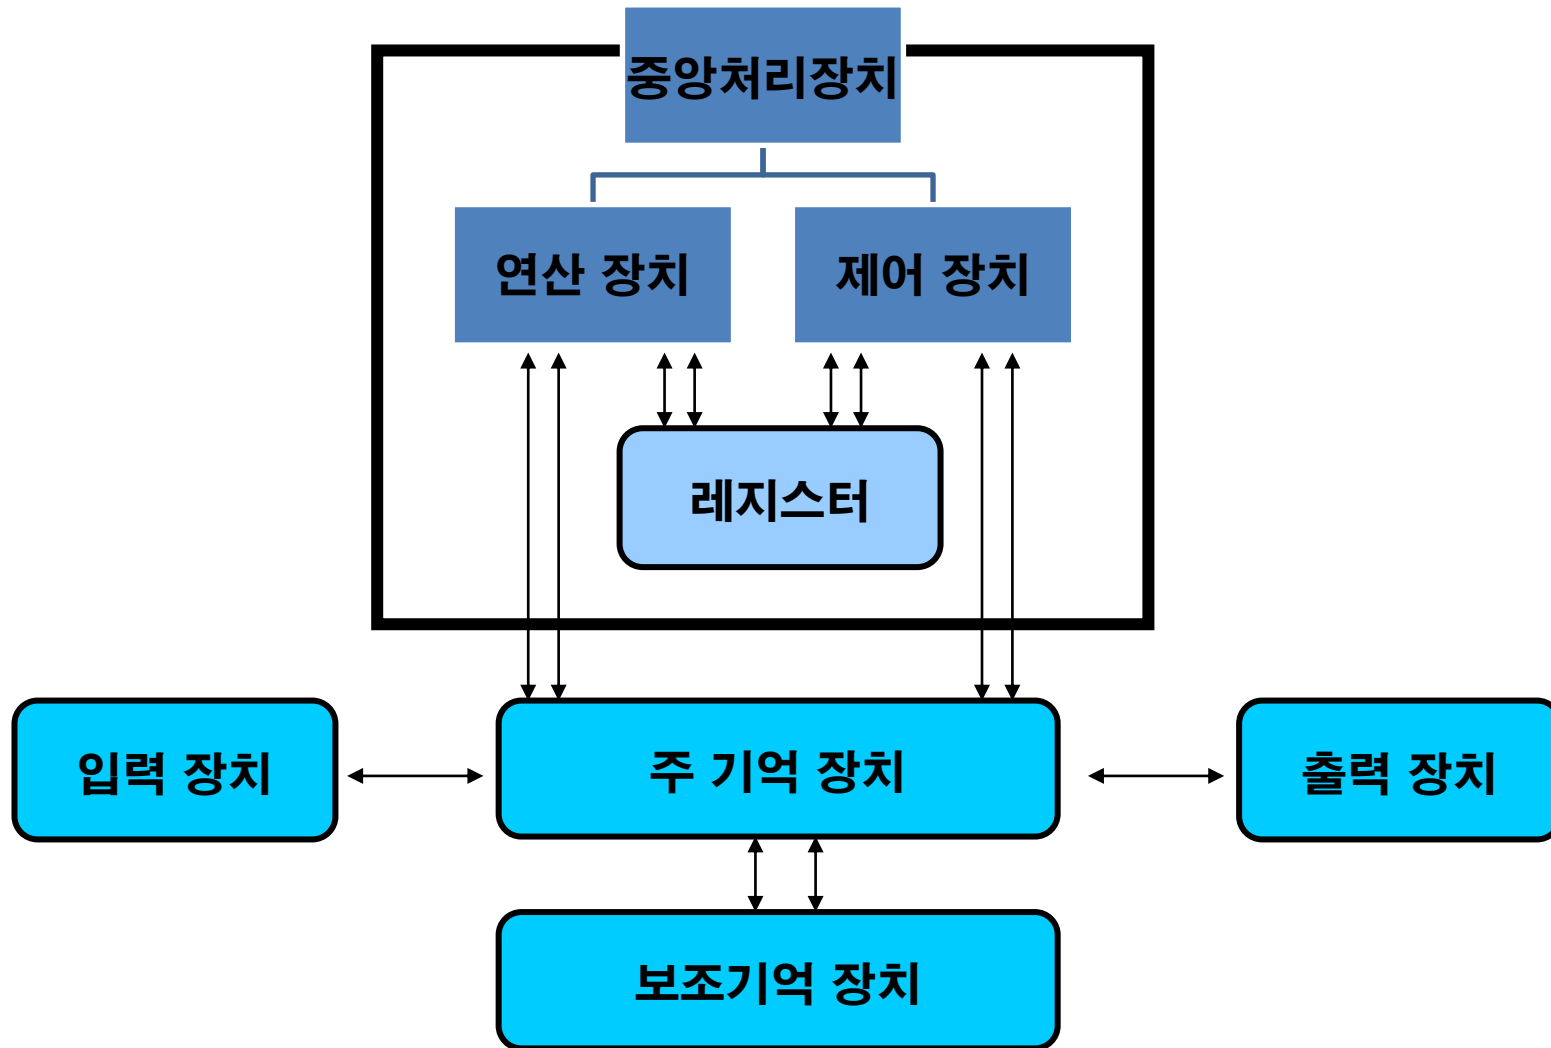 중앙처리장치
연산 장치
제어 장치
레지스터
입력 장치
주 기억 장치
출력 장치
보조기억 장치